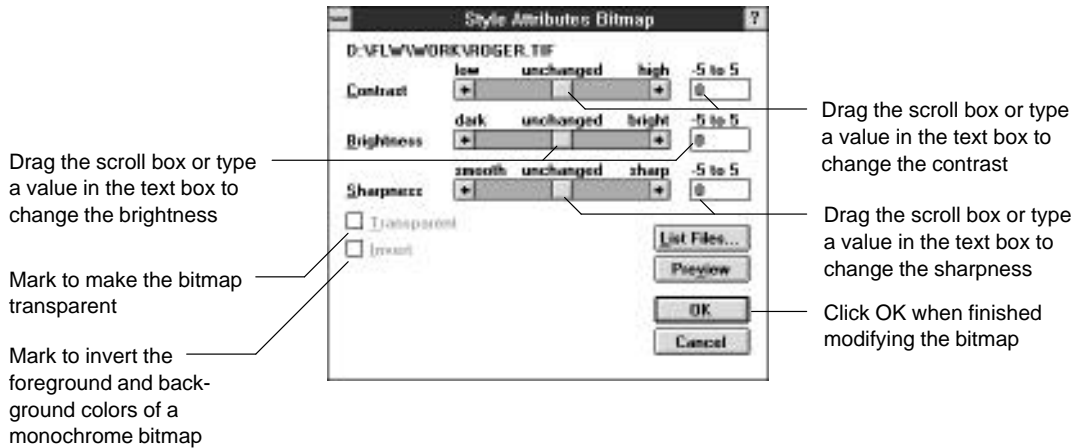 Style Attributes Bitmap
?
D:\FLW\WORK\ROGER.TIF
low unchanged high -5 to 5
Contrast 0
dark unchanged bright -5 to 5
Brightness 0
smooth unchanged sharp -5 to 5
Sharpness 0
Transparent
Invert
List Files...
Preview
OK
Cancel
Drag the scroll box or type
a value in the text box to
change the brightness
Mark to make the bitmap
transparent
Mark to invert the
foreground and back-
ground colors of a
monochrome bitmap
Drag the scroll box or type
a value in the text box to
change the contrast
Drag the scroll box or type
a value in the text box to
change the sharpness
Click OK when finished
modifying the bitmap